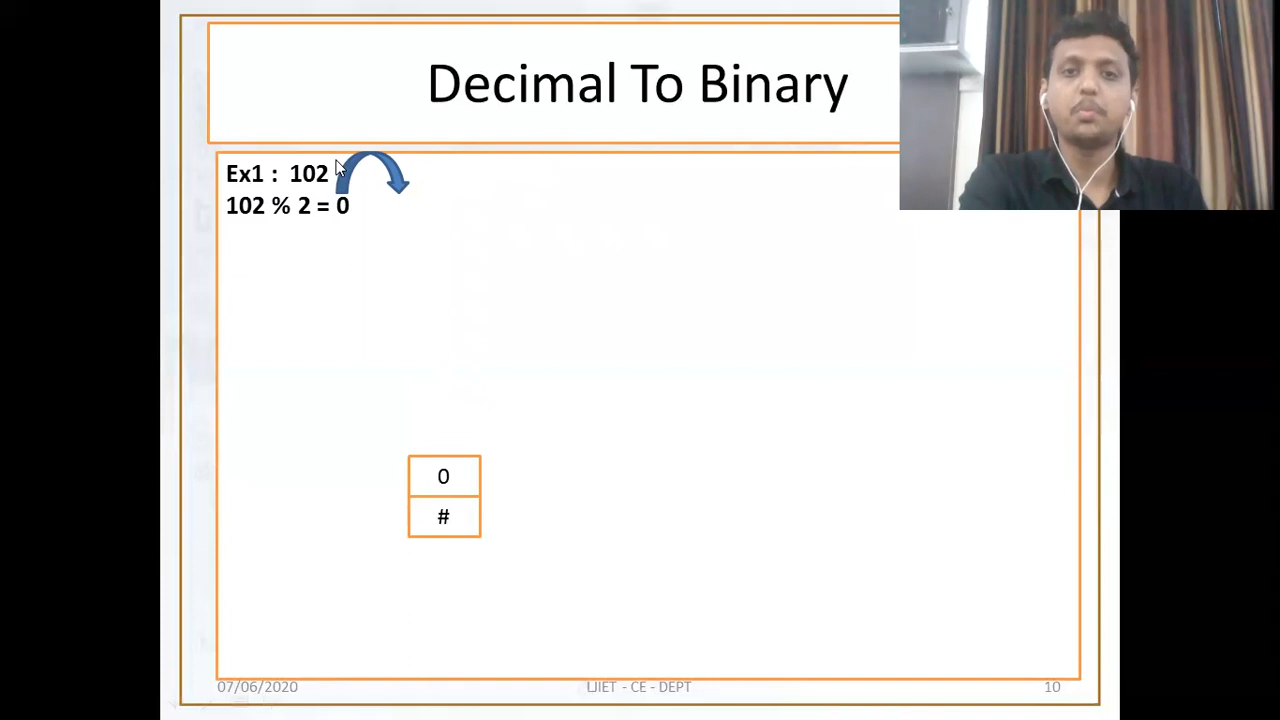 Decimal To Binary
Ex1 : 102
102 % 2 = 0
0
#
07/06/2020
LJIET - CE - DEPT
10